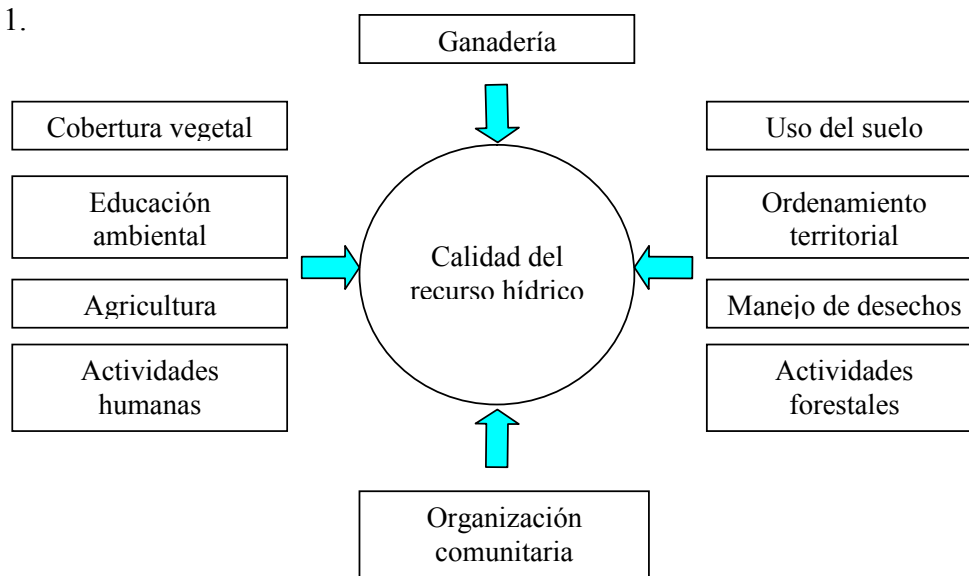 1.
Ganadería
Cobertura vegetal
Educación
ambiental
Agricultura
Actividades
humanas
Calidad del
recurso hídrico
Uso del suelo
Ordenamiento
territorial
Manejo de desechos
Actividades
forestales
Organización
comunitaria